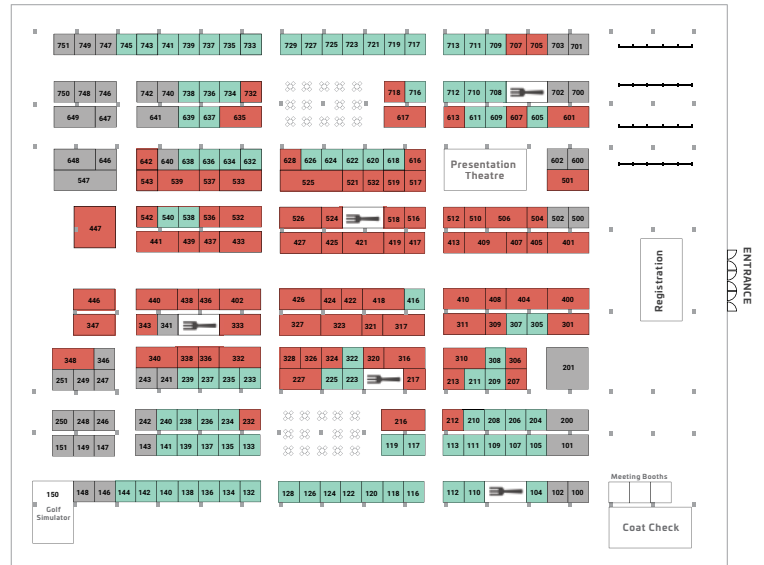 751 749 747 745 743 741 739 737 735 733 729 727 725 723 721 719 717 713 711 709 707 705 703 701
750 748 746 742 740 738 736 734 732 718 716 712 710 708 702 700
649 647 641 639 637 635 617 613 611 609 607 605 601
648 646 642 640 638 636 634 632 628 626 624 622 620 618 616 Presentation Theatre 602 600
547 543 539 537 533 525 521 532 519 517 501
447 542 540 538 536 532 526 524 518 516 512 510 506 504 502 500
441 439 437 433 427 425 421 419 417 413 409 407 405 401
Registration
ENTRANCE
446 440 438 436 402 426 424 422 418 416 410 408 404 400
347 343 341 333 327 323 321 317 311 309 307 305 301
348 346 340 338 336 332 328 326 324 322 320 316 310 308 306 201
251 249 247 243 241 239 237 235 233 227 225 223 217 213 211 209 207
250 248 246 242 240 238 236 234 232 216 212 210 208 206 204 200
151 149 147 143 141 139 137 135 133 119 117 113 111 109 107 105 101
150 148 146 144 142 140 138 136 134 132 128 126 124 122 120 118 116 112 110 104 102 100
Golf
Simulator
Meeting Booths
Coat Check